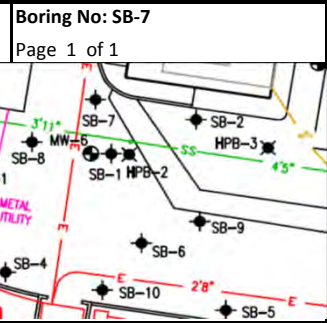 Boring No: SB-7
Page 1 of 1
E
SB-7
SB-2
3'11"
MW-6
SS
HPB-3
4'5"
SB-8
SB-1
HPB-2
E
1
METAL
UTILITY
SB-9
E
SB-6
SB-4
E
2'8"
E
SB-10
SB-5